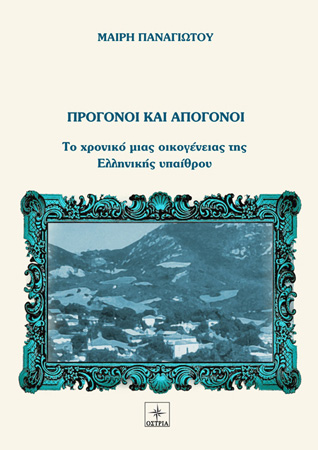 ΜΑΙΡΗ ΠΑΝΑΓΙΩΤΟΥ
ΠΡΟΓΟΝΟΙ ΚΑΙ ΑΠΟΓΟΝΟΙ
Το χρονικό μιας οικογένειας της
Ελληνικής υπαίθρου
ΟΣΤΡΙΑ